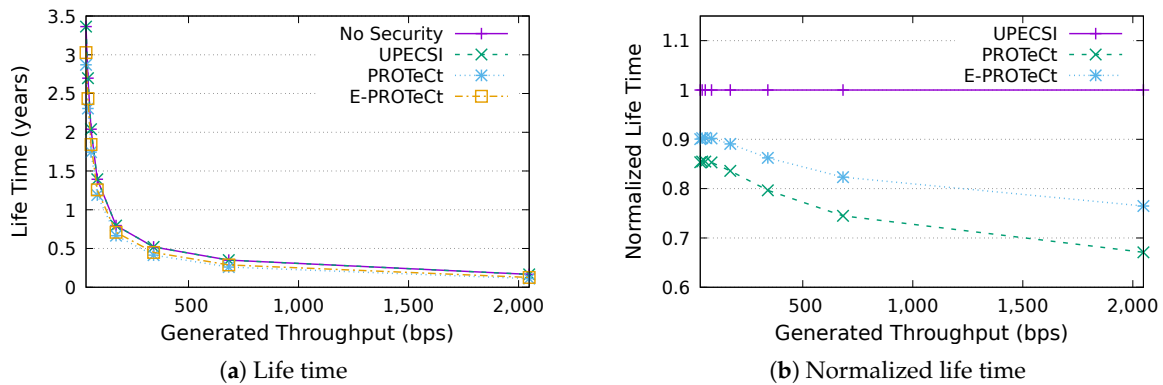 3.5
3
2.5
2
1.5
1
0.5
0
Life Time (years)
No Security
UPECSI
PROTeCt
E-PROTeCt
500
1,000
1,500
2,000
Generated Throughput (bps)
(a) Life time
1.1
1
0.9
0.8
0.7
0.6
Normalized Life Time
UPECSI
PROTeCt
E-PROTeCt
500
1,000
1,500
2,000
Generated Throughput (bps)
(b) Normalized life time